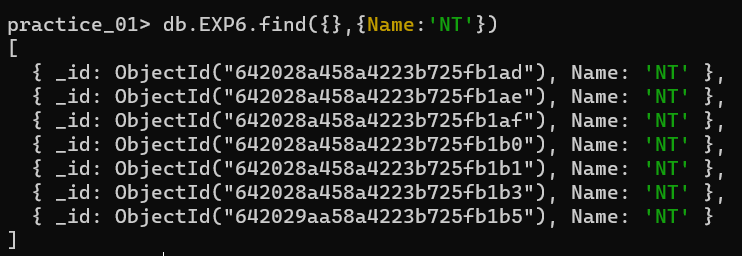 practice_01> db.EXP6.find({},{Name:'NT'})
[
  { _id: ObjectId("642028a458a4223b725fb1ad"), Name: 'NT' },
  { _id: ObjectId("642028a458a4223b725fb1ae"), Name: 'NT' },
  { _id: ObjectId("642028a458a4223b725fb1af"), Name: 'NT' },
  { _id: ObjectId("642028a458a4223b725fb1b0"), Name: 'NT' },
  { _id: ObjectId("642028a458a4223b725fb1b1"), Name: 'NT' },
  { _id: ObjectId("642028a458a4223b725fb1b3"), Name: 'NT' },
  { _id: ObjectId("642029aa58a4223b725fb1b5"), Name: 'NT' }
]